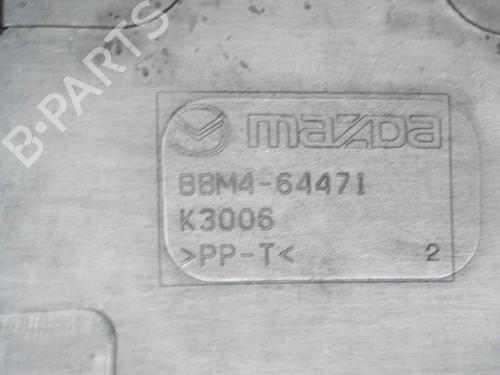 B-PARTS
mazda
BBM4-64471
K3006
>PP-T<
2